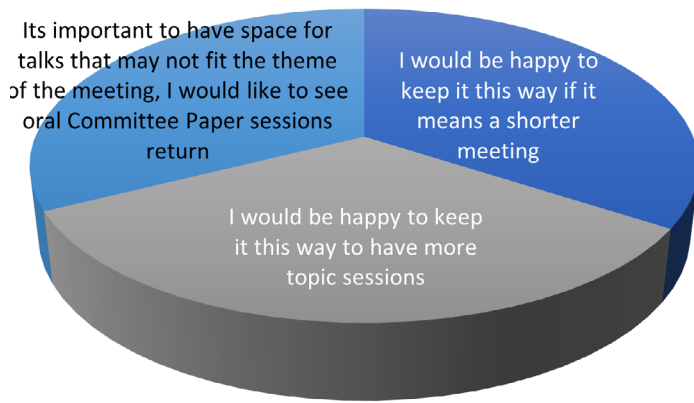 Its important to have space for
talks that may not fit the theme
of the meeting, I would like to see
oral Committee Paper sessions
return
I would be happy to
keep it this way if it
means a shorter
meeting
I would be happy to keep
it this way to have more
topic sessions